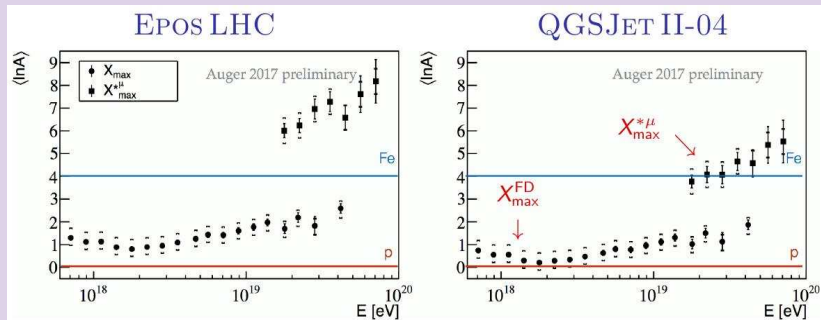 EPOS LHC
⟨lnA⟩
9
8
7
6
5
4
3
2
1
0
X_max
X*μ_max
Auger 2017 preliminary
Fe
p
10^18
10^19
10^20
E [eV]
QGSJET II-04
⟨lnA⟩
9
8
7
6
5
4
3
2
1
0
Auger 2017 preliminary
X*μ_max
Fe
X^FD_max
p
10^18
10^19
10^20
E [eV]